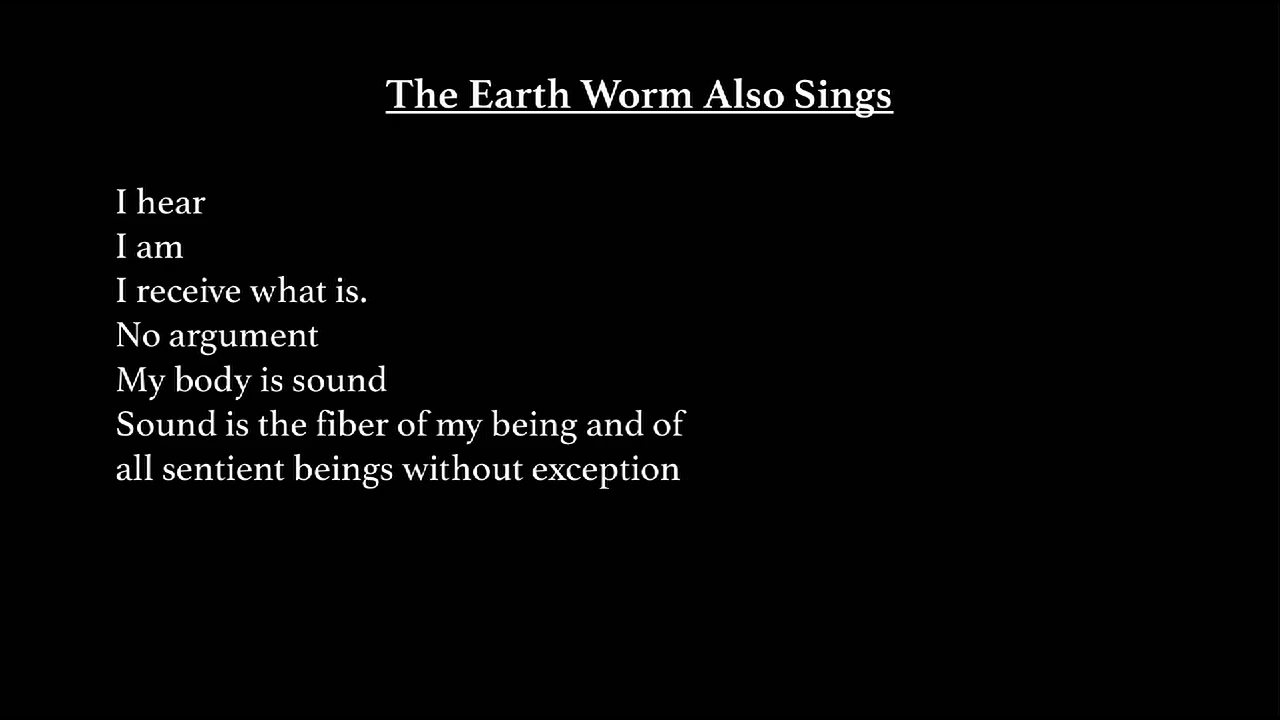 The Earth Worm Also Sings
I hear
I am
I receive what is.
No argument
My body is sound
Sound is the fiber of my being and of
all sentient beings without exception